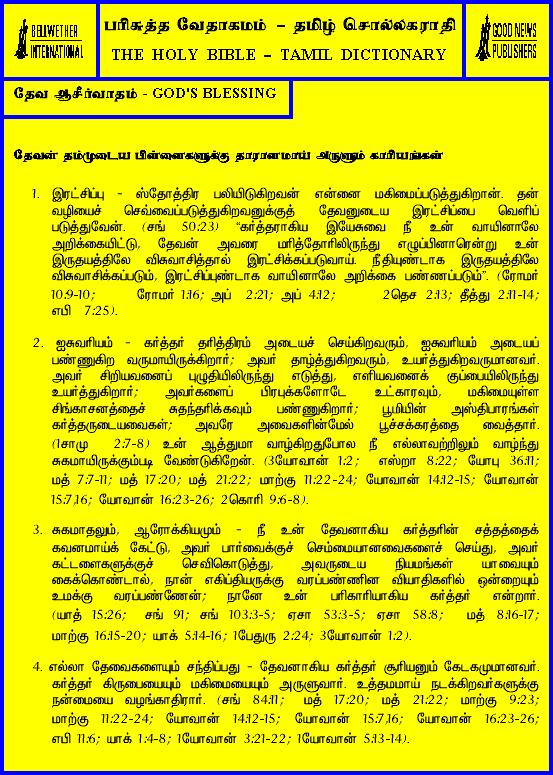 BELLWETHER
INTERNATIONAL
பரிசுத்த வேதாகமம் – தமிழ் சொல்லகராதி
THE HOLY BIBLE – TAMIL DICTIONARY
GOOD NEWS
PUBLISHERS
தேவ ஆசீர்வாதம் - GOD'S BLESSING
தேவன் தம்முடைய பிள்ளைகளுக்கு தாராளமாய் அருளும் காரியங்கள்
1. இரட்சிப்பு - ஸ்தோத்திர பலியிடுகிறவன் என்னை மகிமைப்படுத்துகிறான். தன்
வழியைச் செவ்வைப்படுத்துகிறவனுக்குத் தேவனுடைய இரட்சிப்பை வெளிப்
படுத்துவேன். (சங் 50:23) “கர்த்தராகிய இயேசுவை நீ உன் வாயினாலே
அறிக்கையிட்டு, தேவன் அவரை மரித்தோரிலிருந்து எழுப்பினாரென்று உன்
இருதயத்திலே விசுவாசித்தால் இரட்சிக்கப்படுவாய். நீதியுண்டாக இருதயத்திலே
விசுவாசிக்கப்படும், இரட்சிப்புண்டாக வாயினாலே அறிக்கை பண்ணப்படும்”. (ரோமர்
10:9-10; ரோமர் 1:16; அப் 2:21; அப் 4:12; 2தெச 2:13; தீத்து 2:11-14;
எபி 7:25).
2. ஐசுவரியம் - கர்த்தர் தரித்திரம் அடையச் செய்கிறவரும், ஐசுவரியம் அடையப்
பண்ணுகிற வருமாயிருக்கிறார்; அவர் தாழ்த்துகிறவரும், உயர்த்துகிறவருமானவர்.
அவர் சிறியவனைப் புழுதியிலிருந்து எடுத்து, எளியவனைக் குப்பையிலிருந்து
உயர்த்துகிறார்; அவர்களைப் பிரபுக்களோடே உட்காரவும், மகிமையுள்ள
சிங்காசனத்தைச் சுதந்தரிக்கவும் பண்ணுகிறார்; பூமியின் அஸ்திபாரங்கள்
கர்த்தருடையவைகள்; அவரே அவைகளின்மேல் பூச்சக்கரத்தை வைத்தார்.
(1சாமு 2:7-8) உன் ஆத்துமா வாழ்கிறதுபோல நீ எல்லாவற்றிலும் வாழ்ந்து
சுகமாயிருக்கும்படி வேண்டுகிறேன். (3யோவான் 1:2; எஸ்றா 8:22; யோபு 36:11;
மத் 7:7-11; மத் 17:20; மத் 21:22; மாற்கு 11:22-24; யோவான் 14:12-15; யோவான்
15:7,16; யோவான் 16:23-26; 2கொரி 9:6-8).
3. சுகமாதலும், ஆரோக்கியமும் - நீ உன் தேவனாகிய கர்த்தரின் சத்தத்தைக்
கவனமாய்க் கேட்டு, அவர் பார்வைக்குச் செம்மையானவைகளைச் செய்து, அவர்
கட்டளைகளுக்குச் செவிகொடுத்து, அவருடைய நியமங்கள் யாவையும்
கைக்கொண்டால், நான் எகிப்தியருக்கு வரப்பண்ணின வியாதிகளில் ஒன்றையும்
உமக்கு வரப்பண்ணேன்; நானே உன் பரிகாரியாகிய கர்த்தர் என்றார்.
(யாத் 15:26; சங் 91; சங் 103:3-5; ஏசா 53:3-5; ஏசா 58:8; மத் 8:16-17;
மாற்கு 16:15-20; யாக் 5:14-16; 1பேதுரு 2:24; 3யோவான் 1:2).
4. எல்லா தேவைகளையும் சந்திப்பது - தேவனாகிய கர்த்தர் சூரியனும் கேடகமுமானவர்.
கர்த்தர் கிருபையையும் மகிமையையும் அருளுவார். உத்தமமாய் நடக்கிறவர்களுக்கு
நன்மையை வழங்காதிரார். (சங் 84:11; மத் 17:20; மத் 21:22; மாற்கு 9:23;
மாற்கு 11:22-24; யோவான் 14:12-15; யோவான் 15:7,16; யோவான் 16:23-26;
எபி 11:6; யாக் 1:4-8; 1யோவான் 3:21-22; 1யோவான் 5:13-14).